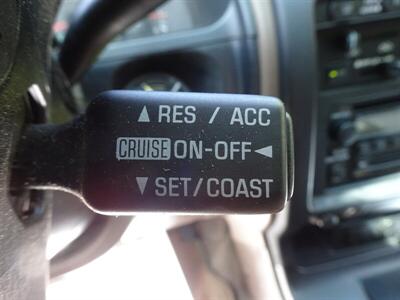 ▲ RES / ACC
CRUISE ON-OFF ◄
▼ SET/COAST